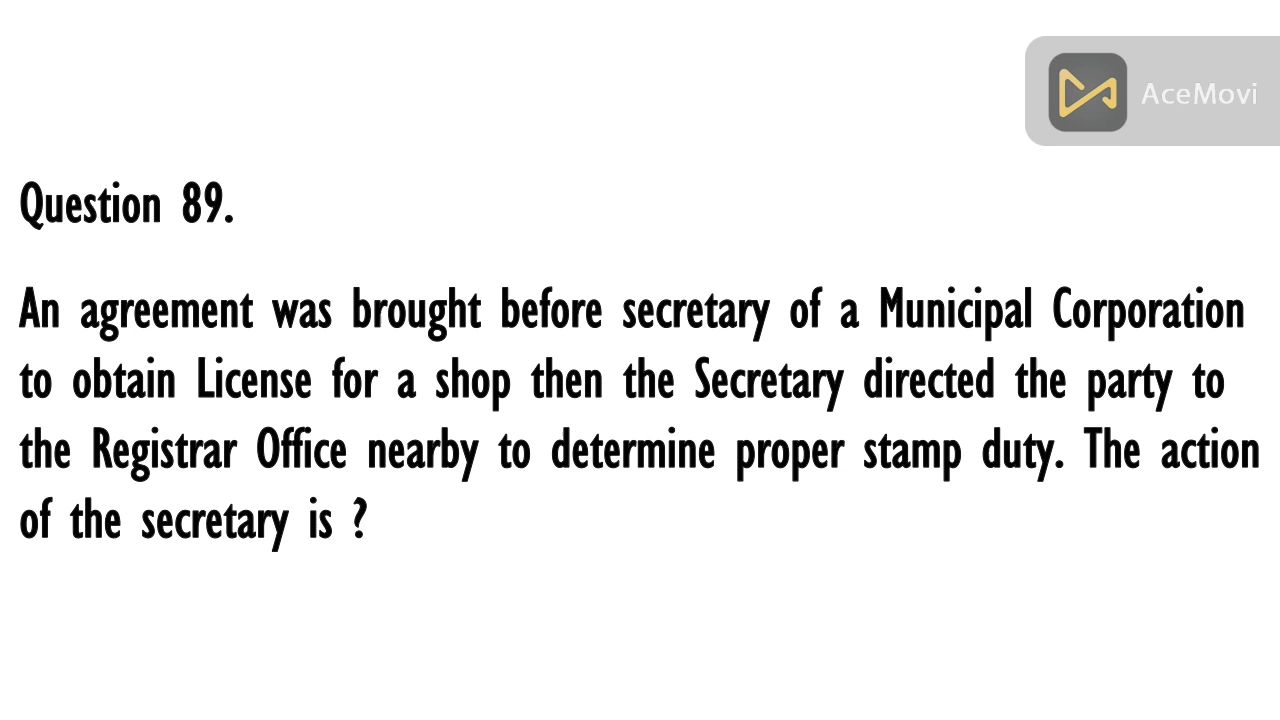 AceMovi
Question 89.
An agreement was brought before secretary of a Municipal Corporation
to obtain License for a shop then the Secretary directed the party to
the Registrar Office nearby to determine proper stamp duty. The action
of the secretary is ?